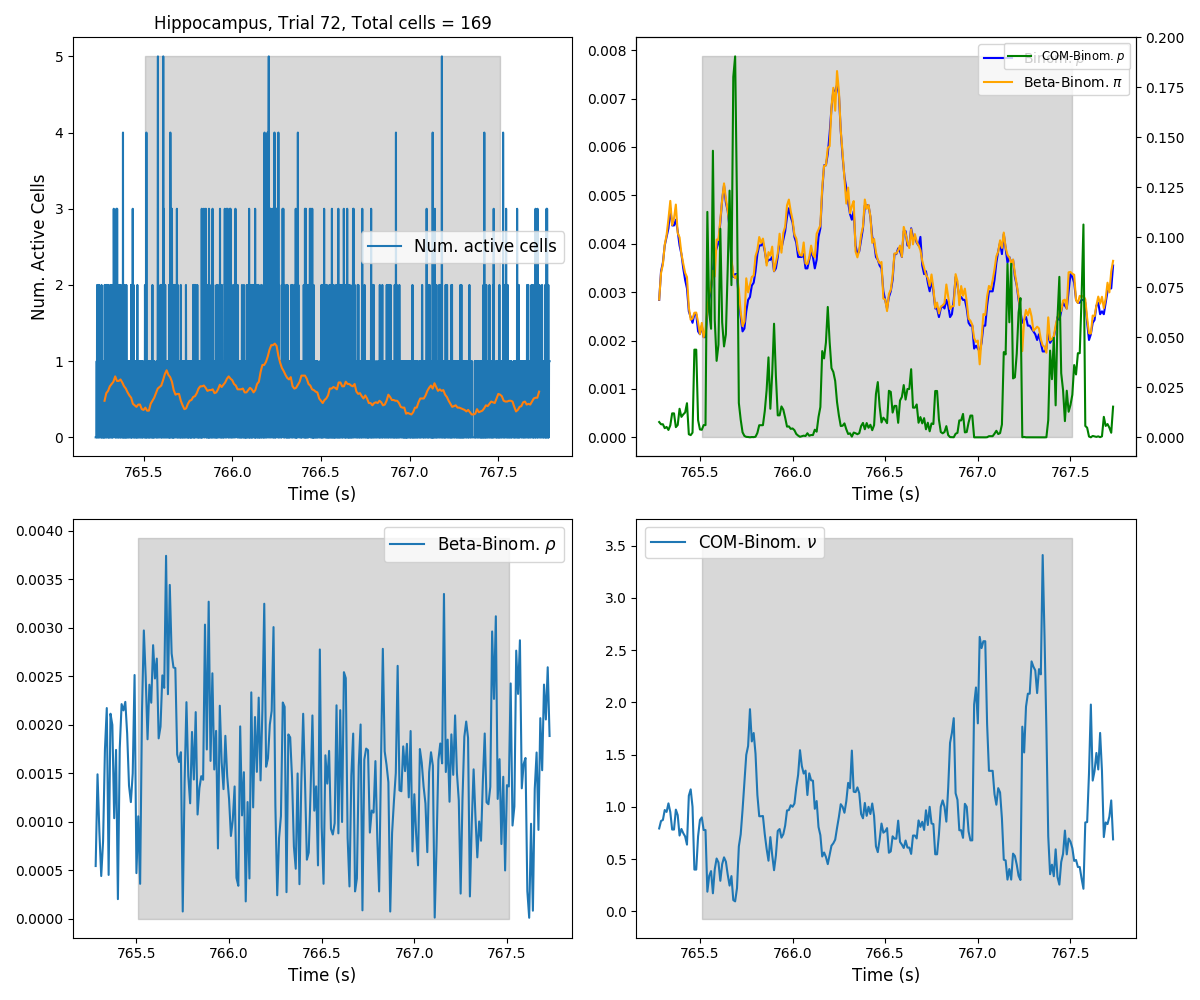 Hippocampus, Trial 72, Total cells = 169
5
4
3
2
1
0
Num. Active Cells
Num. active cells
765.5 766.0 766.5 767.0 767.5
Time (s)
0.008
0.007
0.006
0.005
0.004
0.003
0.002
0.001
0.000
COM-Binom. p
Beta-Binom. π
0.200
0.175
0.150
0.125
0.100
0.075
0.050
0.025
0.000
765.5 766.0 766.5 767.0 767.5
Time (s)
0.0040
0.0035
0.0030
0.0025
0.0020
0.0015
0.0010
0.0005
0.0000
Beta-Binom. ρ
765.5 766.0 766.5 767.0 767.5
Time (s)
3.5
3.0
2.5
2.0
1.5
1.0
0.5
0.0
COM-Binom. ν
765.5 766.0 766.5 767.0 767.5
Time (s)